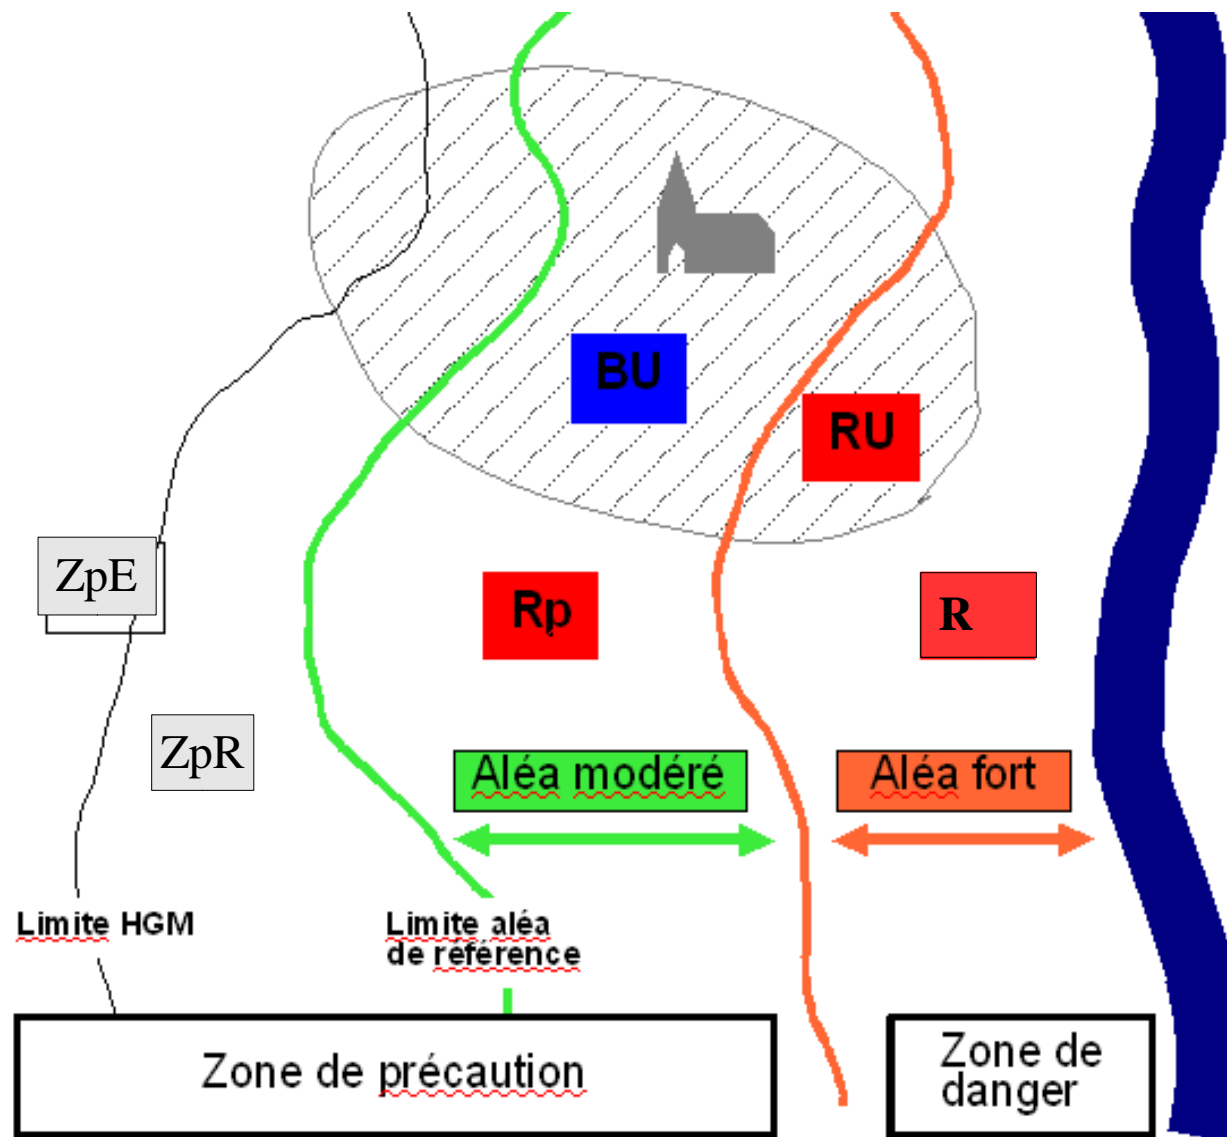 BU
RU
ZpE
Rp
R
ZpR
Aléa modéré
Aléa fort
Limite HGM
Limite aléa
de référence
Zone de précaution
Zone de
danger